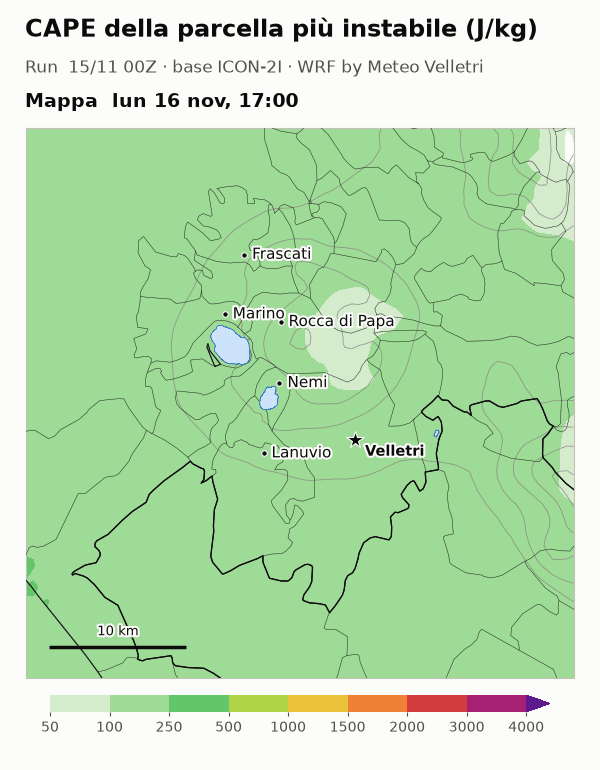 CAPE della parcella più instabile (J/kg)
Run  15/11 00Z · base ICON-2I · WRF by Meteo Velletri
Mappa  lun 16 nov, 17:00
Frascati
Marino
Rocca di Papa
Nemi
Velletri
Lanuvio
10 km
50 100 250 500 1000 1500 2000 3000 4000